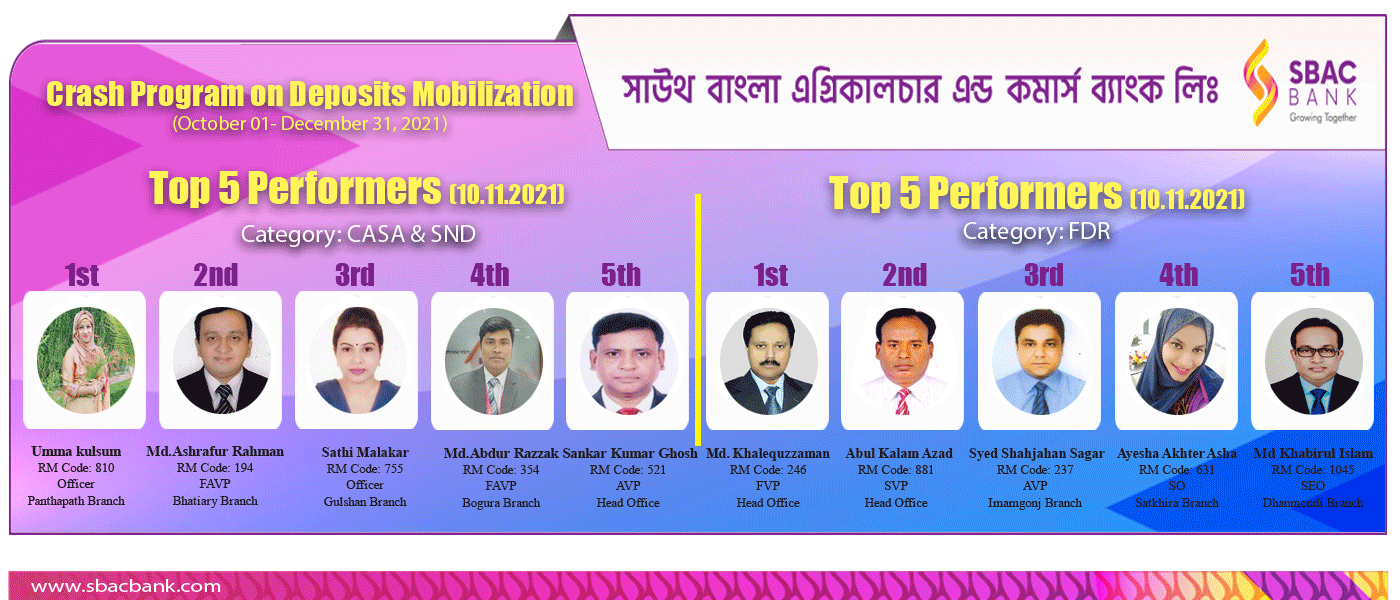 সাউথ বাংলা এগ্রিকালচার এন্ড কমার্স ব্যাংক লিঃ
SBAC
BANK
Growing Together
Crash Program on Deposits Mobilization
(October 01- December 31, 2021)
Top 5 Performers (10.11.2021)
Category: CASA & SND
1st 2nd 3rd 4th 5th
Umma kulsum Md.Ashrafur Rahman Sathi Malakar Md.Abdur Razzak Sankar Kumar Ghosh
RM Code: 810 RM Code: 194 RM Code: 755 RM Code: 354 RM Code: 521
Officer FAVP Officer FAVP AVP
Panthapath Branch Bhatiary Branch Gulshan Branch Bogura Branch Head Office
Top 5 Performers (10.11.2021)
Category: FDR
1st 2nd 3rd 4th 5th
Md. Khalequzzaman Abul Kalam Azad Syed Shahjahan Sagar Ayesha Akhter Asha Md Khabirul Islam
RM Code: 246 RM Code: 881 RM Code: 237 RM Code: 631 RM Code: 1045
FVP SVP AVP SO SEO
Head Office Head Office Imamgonj Branch Satkhira Branch Dhanmondi Branch
www.sbacbank.com